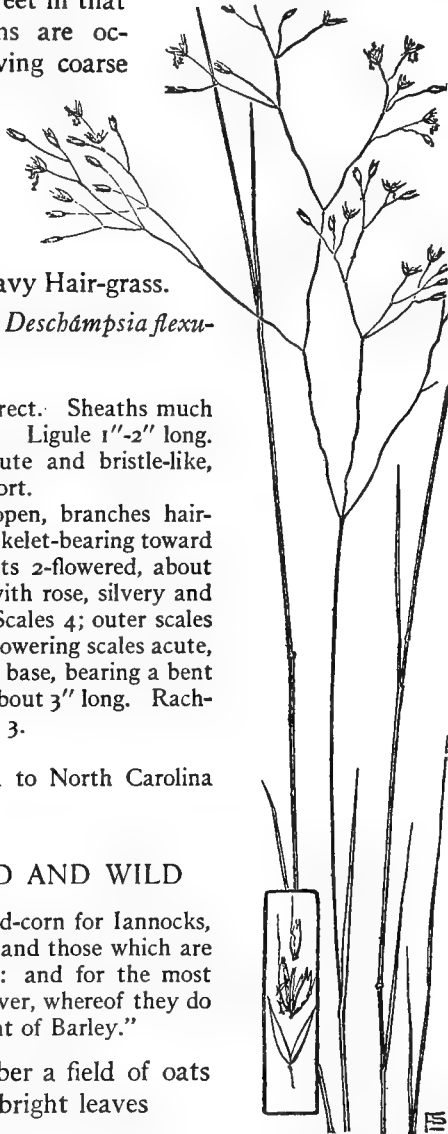 eet in that
ns are oc-
ving coarse
avy Hair-grass.
Deschámpsia flexu-
rect. Sheaths much
Ligule 1″-2″ long.
ute and bristle-like,
ort.
open, branches hair-
kelet-bearing toward
ts 2-flowered, about
vith rose, silvery and
Scales 4; outer scales
owering scales acute,
base, bearing a bent
bout 3″ long. Rach-
3.
to North Carolina
D AND WILD
d-corn for Iannocks,
and those which are
: and for the most
ver, whereof they do
nt of Barley.”
ber a field of oats
bright leaves